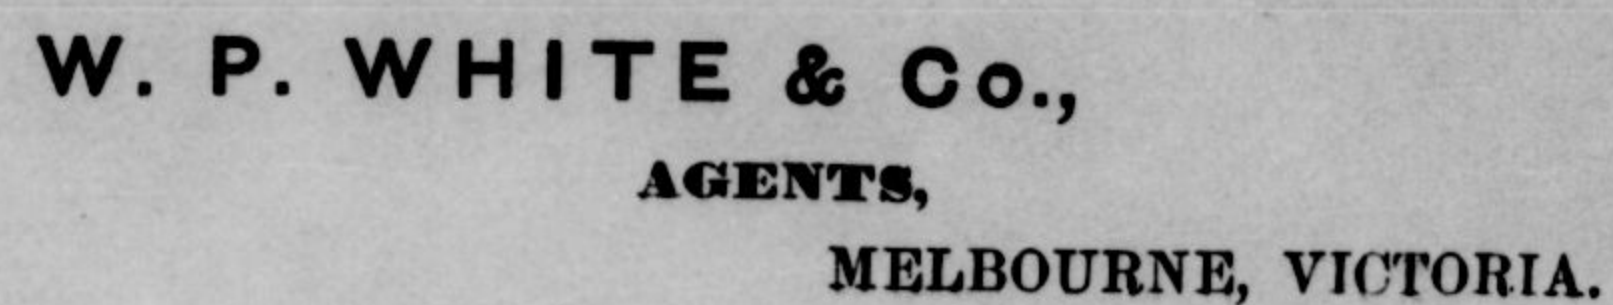 W. P. WHITE & Co.,
AGENTS,
MELBOURNE, VICTORIA.